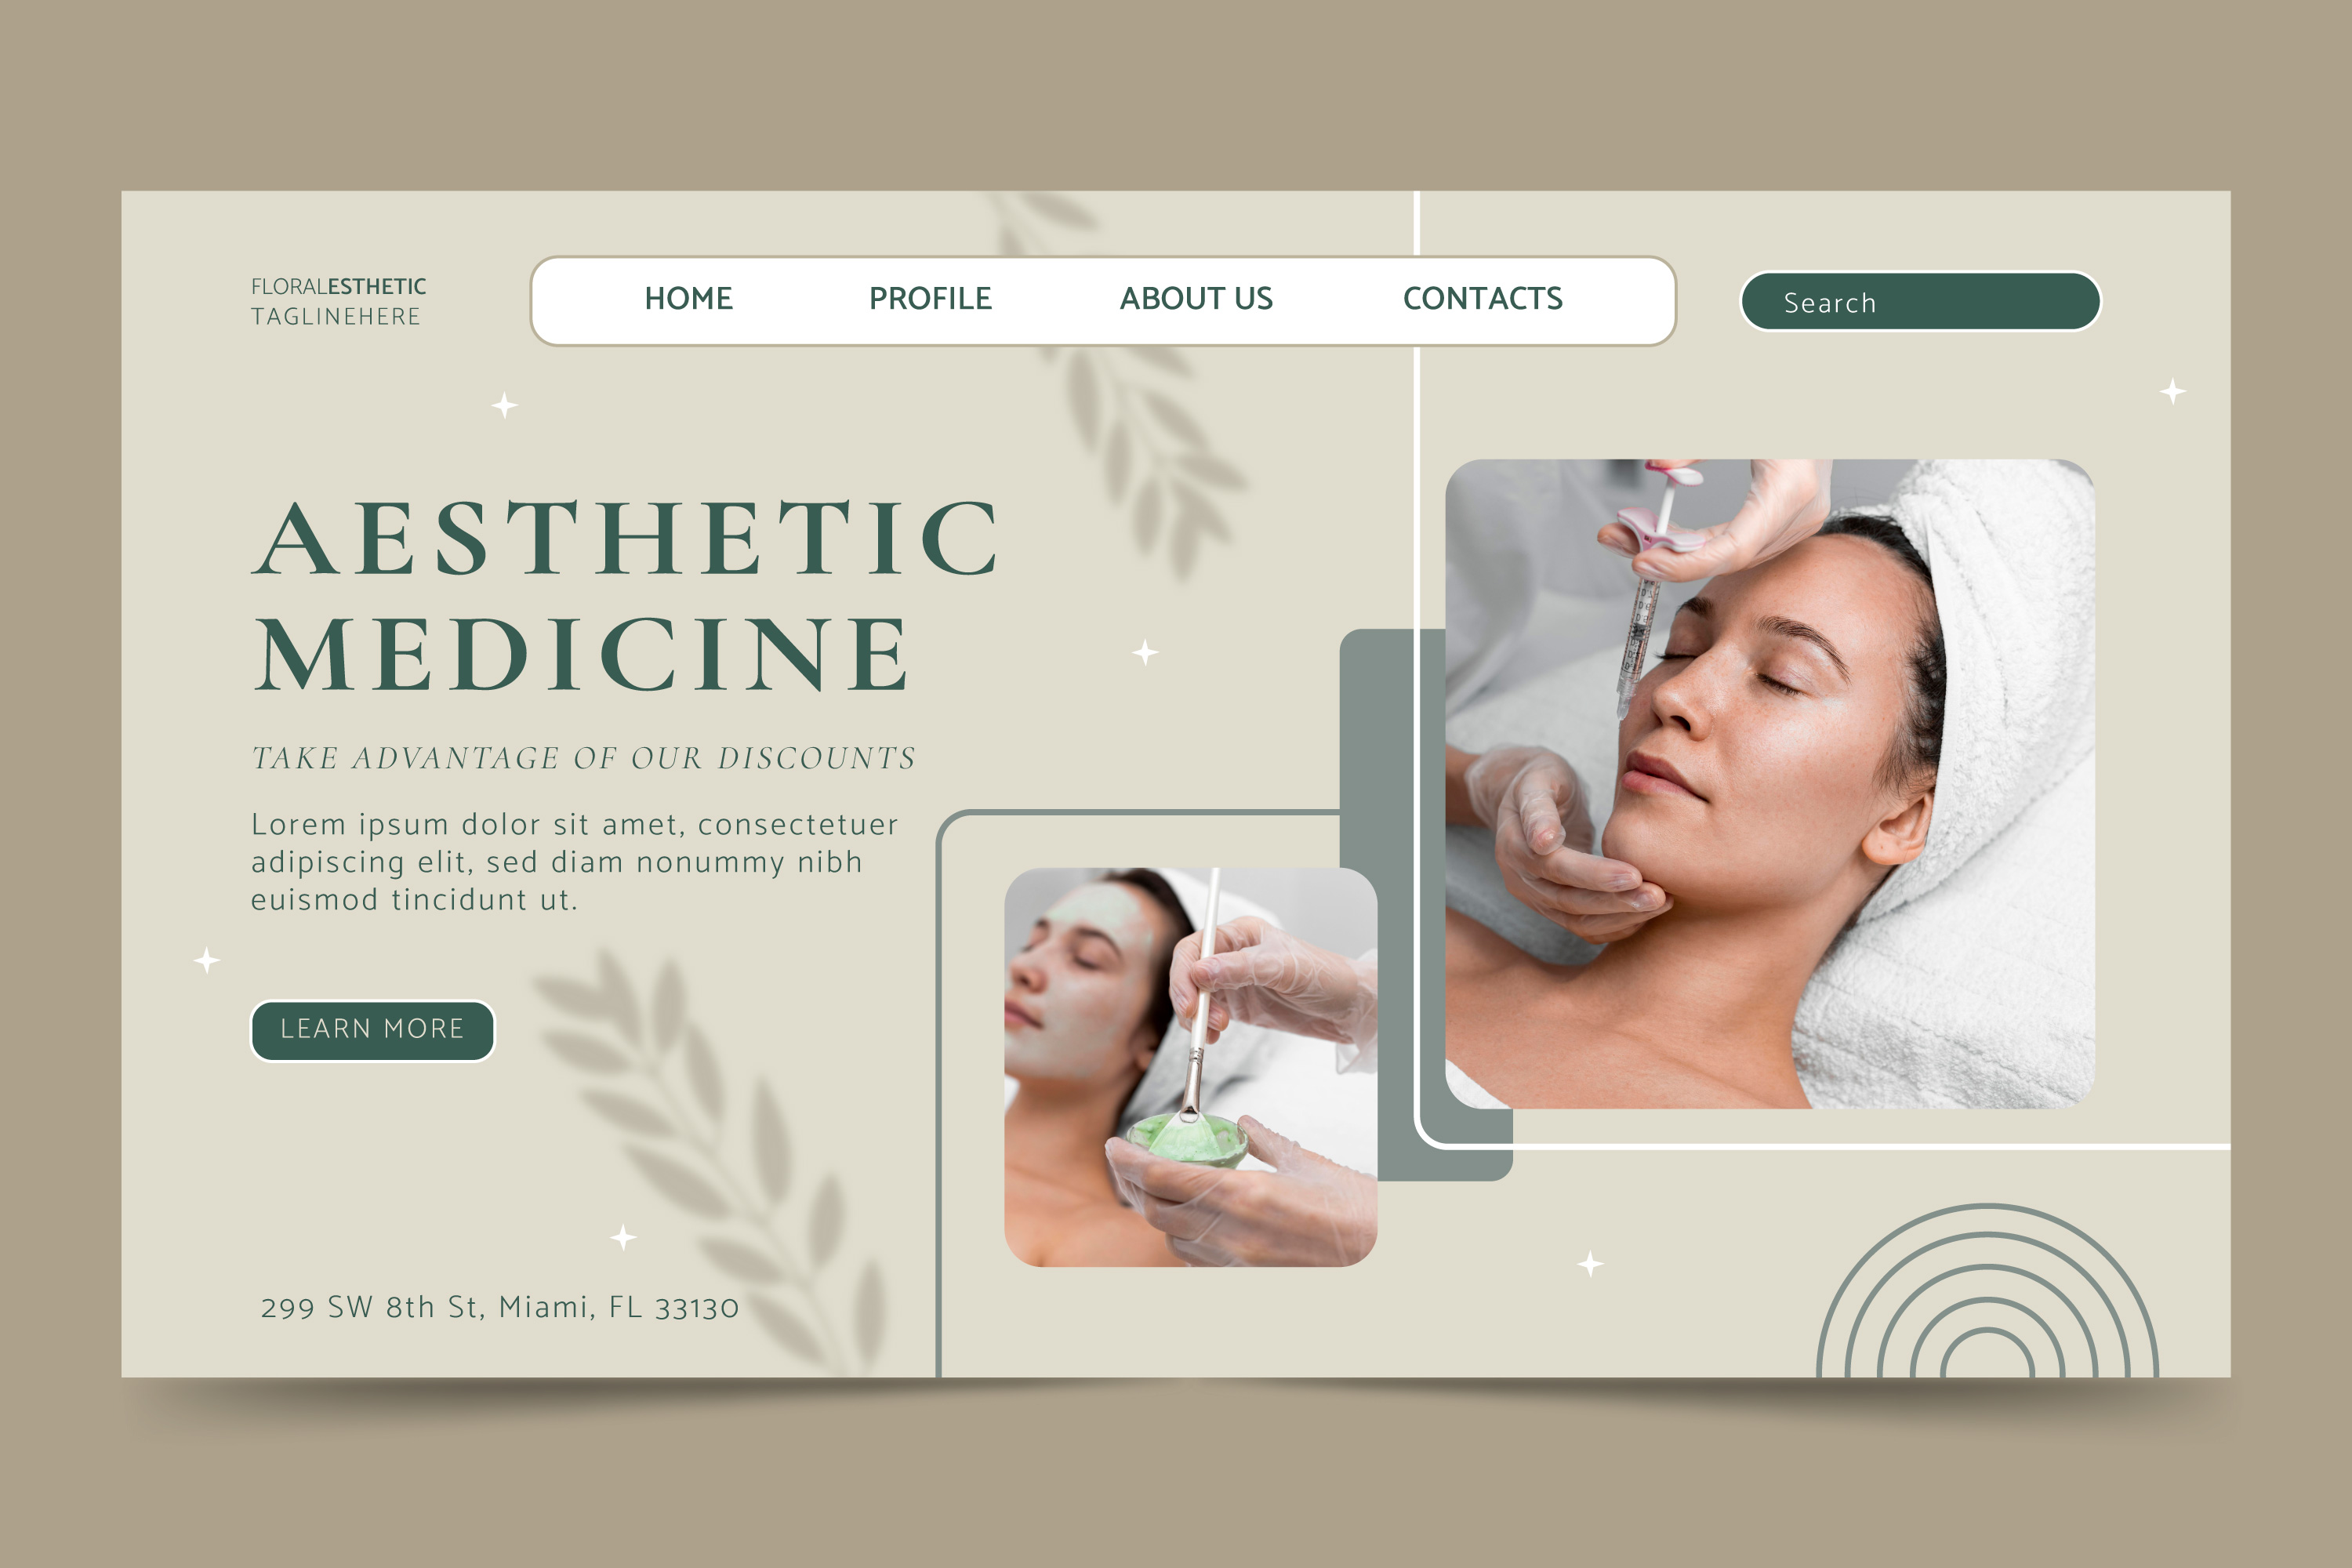 FLORALESTHETIC
TAGLINEHERE
HOME PROFILE ABOUT US CONTACTS
Search
AESTHETIC
MEDICINE
TAKE ADVANTAGE OF OUR DISCOUNTS
Lorem ipsum dolor sit amet, consectetuer
adipiscing elit, sed diam nonummy nibh
euismod tincidunt ut.
LEARN MORE
299 SW 8th St, Miami, FL 33130